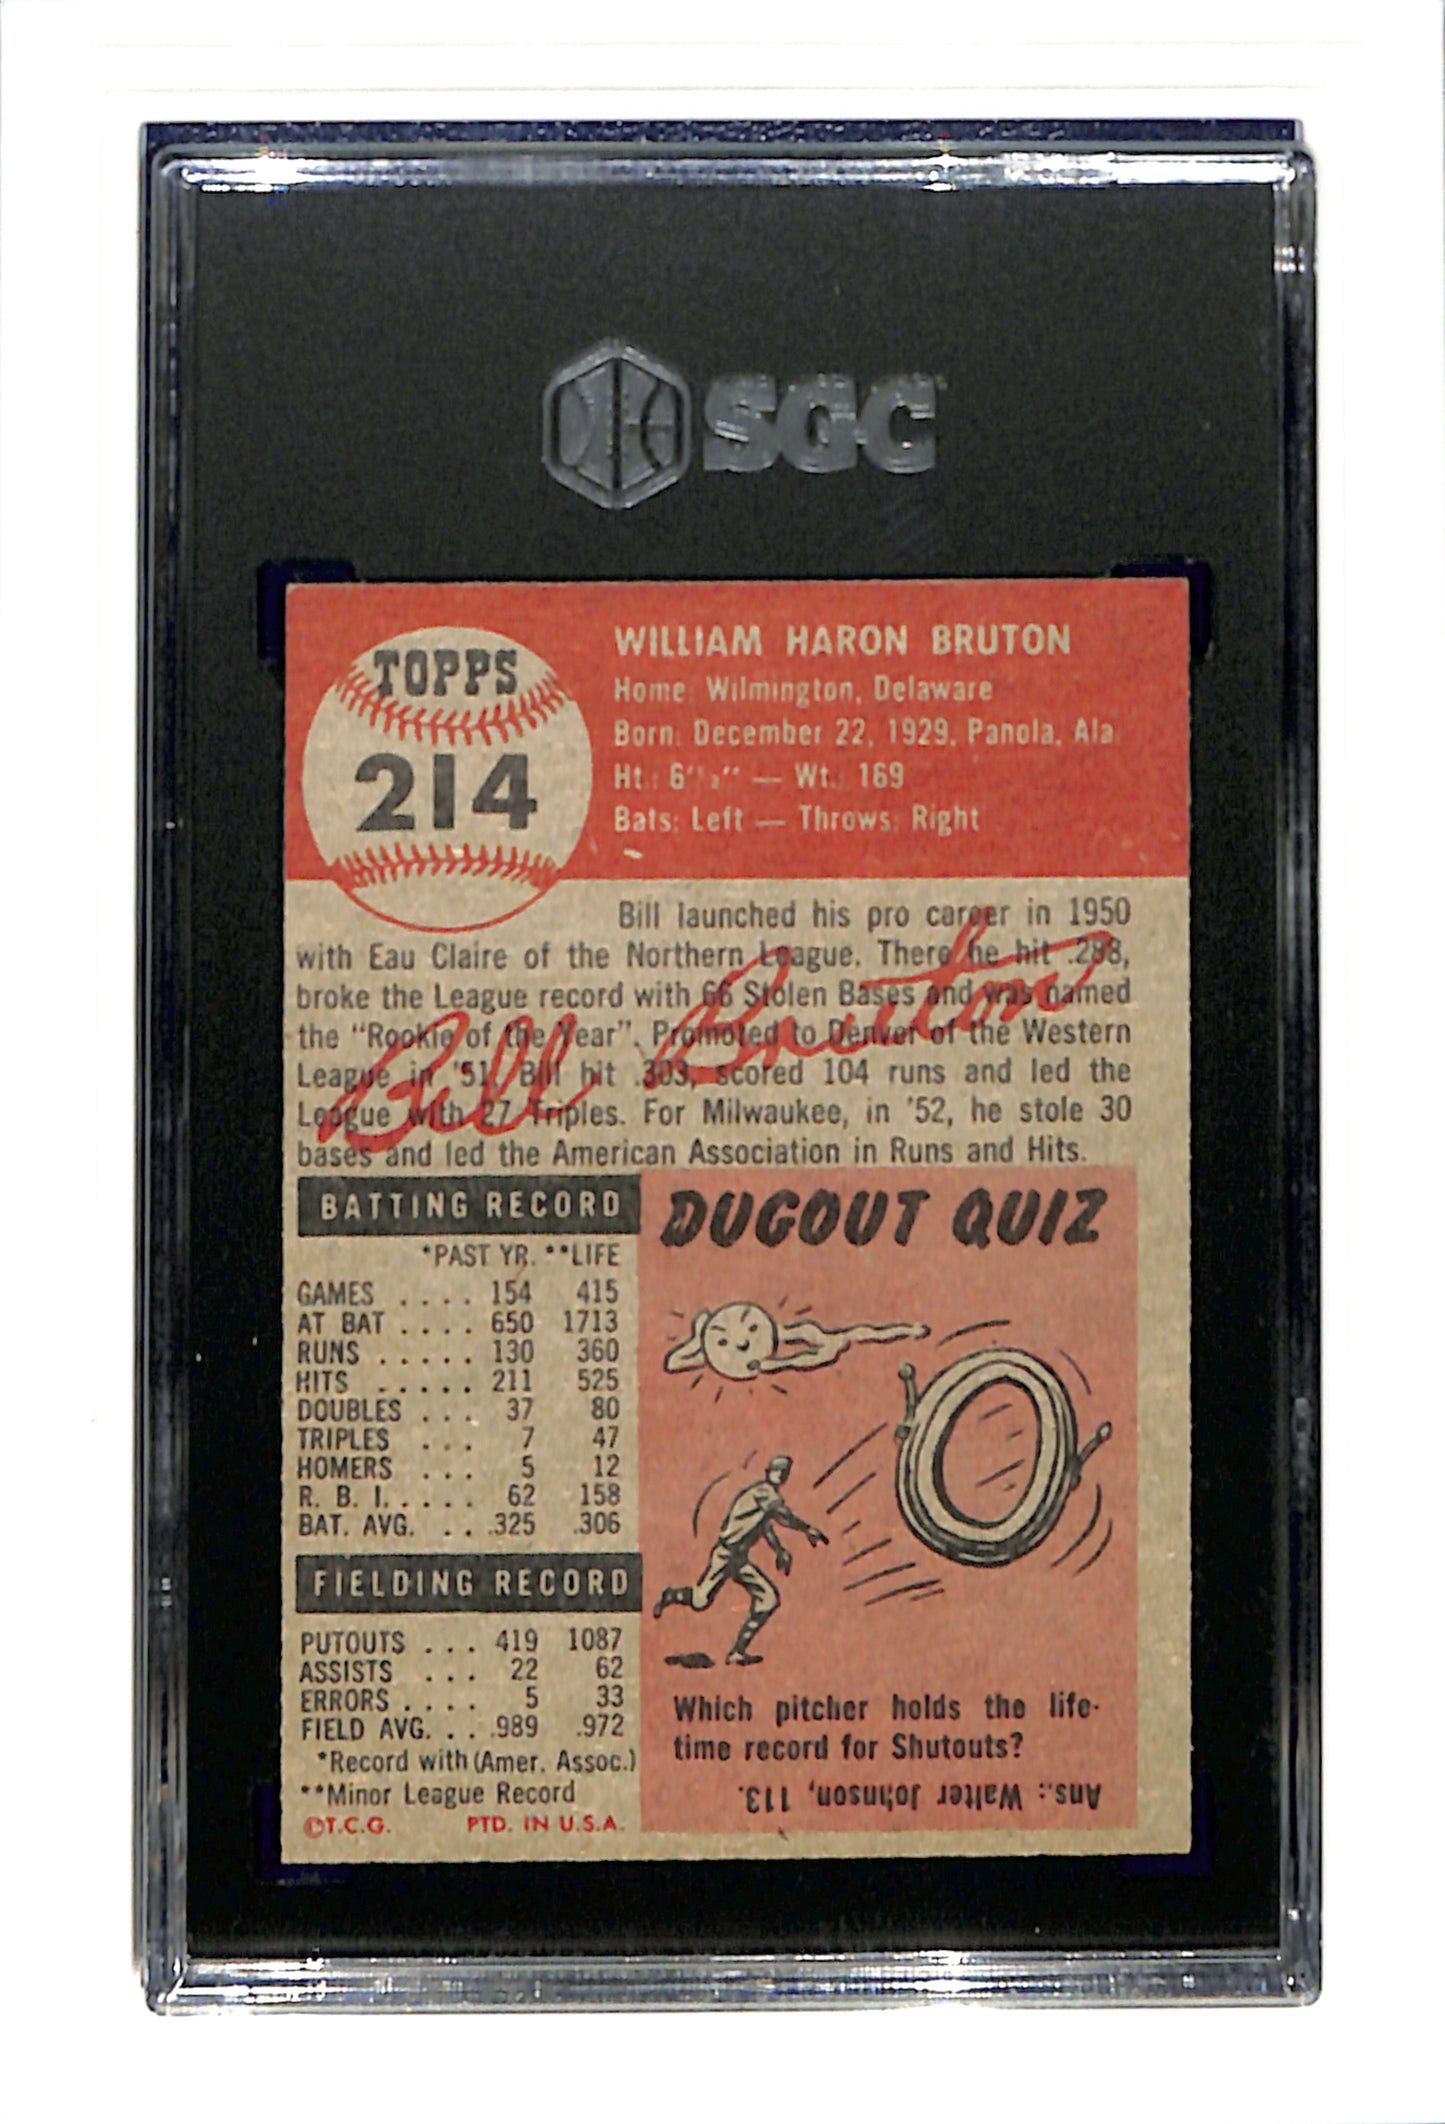 SGC
TOPPS
214
WILLIAM HARON BRUTON
Home: Wilmington, Delaware
Born: December 22, 1929, Panola, Ala
Ht.: 6'½" — Wt.: 169
Bats: Left — Throws: Right
Bill launched his pro career in 1950
with Eau Claire of the Northern League. There he hit .288,
broke the League record with 66 Stolen Bases and was named
the "Rookie of the Year". Promoted to Denver of the Western
League in '51, Bill hit .303, scored 104 runs and led the
League with 27 Triples. For Milwaukee, in '52, he stole 30
bases and led the American Association in Runs and Hits.
Bill Bruton
BATTING RECORD
*PAST YR. **LIFE
GAMES .... 154 415
AT BAT .... 650 1713
RUNS ..... 130 360
HITS ..... 211 525
DOUBLES ... 37 80
TRIPLES ... 7 47
HOMERS ... 5 12
R. B. I. .... 62 158
BAT. AVG. ... .325 .306
FIELDING RECORD
PUTOUTS ... 419 1087
ASSISTS ... 22 62
ERRORS .... 5 33
FIELD AVG. ... .989 .972
*Record with (Amer. Assoc.)
**Minor League Record
©T.C.G. PTD. IN U.S.A.
DUGOUT QUIZ
Which pitcher holds the life-
time record for Shutouts?
Ans.: Walter Johnson, 113.